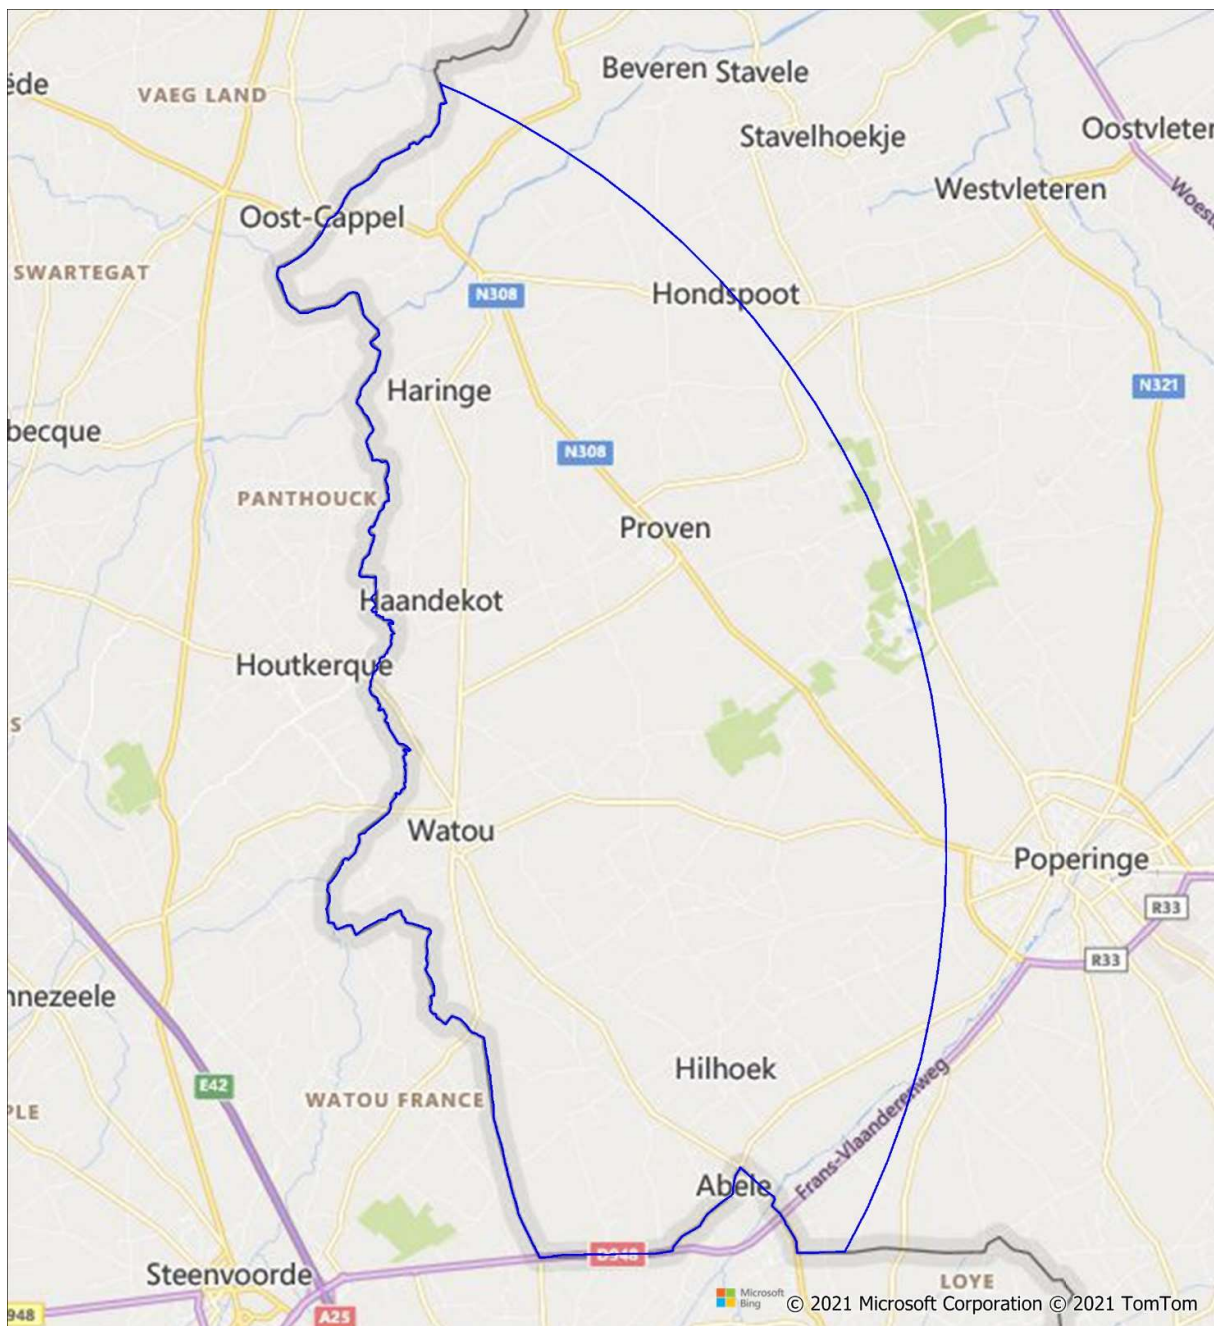 Beveren Stavele
ëde
VAEG LAND
Oostvleter
Stavelhoekje
Westvleteren
Woest
Oost-Cappel
SWARTEGAT
N308
Hondspoot
Haringe
N321
becque
N308
PANTHOUCK
Proven
Haandekot
Houtkerque
S
Watou
Poperinge
R33
R33
nnezeele
Hilhoek
E42
WATOU FRANCE
PLE
Frans-Vlaanderenweg
Abele
D948
Steenvoorde
LOYE
948
A25
Microsoft
Bing
© 2021 Microsoft Corporation © 2021 TomTom